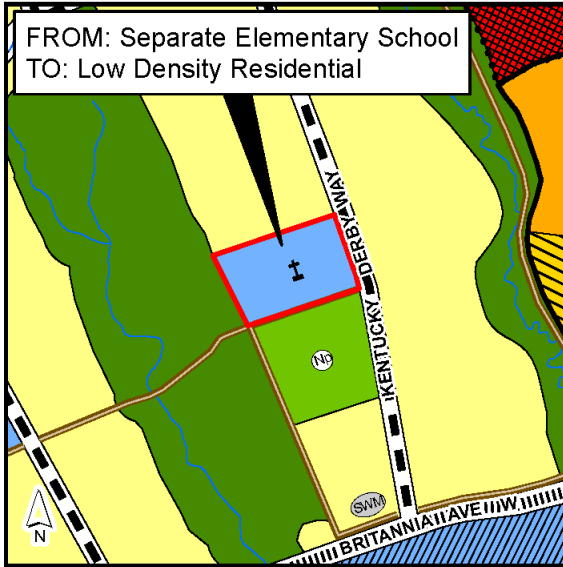 FROM: Separate Elementary School
TO: Low Density Residential
KENTUCKY DERBY WAY
Np
SWM
BRITANNIA AVE W.
N